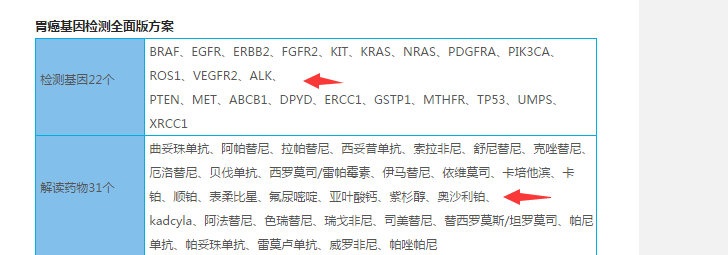 胃癌基因检测全面版方案
检测基因22个
BRAF、EGFR、ERBB2、FGFR2、KIT、KRAS、NRAS、PDGFRA、PIK3CA、
ROS1、VEGFR2、ALK、
PTEN、MET、ABCB1、DPYD、ERCC1、GSTP1、MTHFR、TP53、UMPS、
XRCC1
解读药物31个
曲妥珠单抗、阿帕替尼、拉帕替尼、西妥昔单抗、索拉非尼、舒尼替尼、克唑替尼、
厄洛替尼、贝伐单抗、西罗莫司/雷帕霉素、伊马替尼、依维莫司、卡培他滨、卡
铂、顺铂、表柔比星、氟尿嘧啶、亚叶酸钙、紫杉醇、奥沙利铂、
kadcyla、阿法替尼、色瑞替尼、瑞戈非尼、司美替尼、替西罗莫斯/坦罗莫司、帕尼
单抗、帕妥珠单抗、雷莫卢单抗、威罗非尼、帕唑帕尼